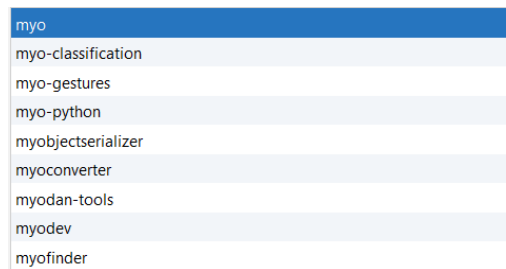 myo
myo-classification
myo-gestures
myo-python
myobjectserializer
myoconverter
myodan-tools
myodev
myofinder